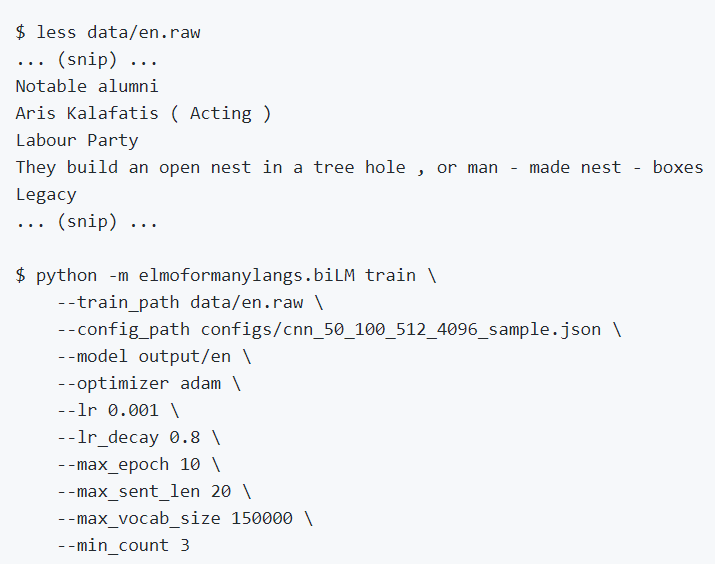 $ less data/en.raw
... (snip) ...
Notable alumni
Aris Kalafatis ( Acting )
Labour Party
They build an open nest in a tree hole , or man - made nest - boxes
Legacy
... (snip) ...

$ python -m elmoformanylangs.biLM train \
    --train_path data/en.raw \
    --config_path configs/cnn_50_100_512_4096_sample.json \
    --model output/en \
    --optimizer adam \
    --lr 0.001 \
    --lr_decay 0.8 \
    --max_epoch 10 \
    --max_sent_len 20 \
    --max_vocab_size 150000 \
    --min_count 3